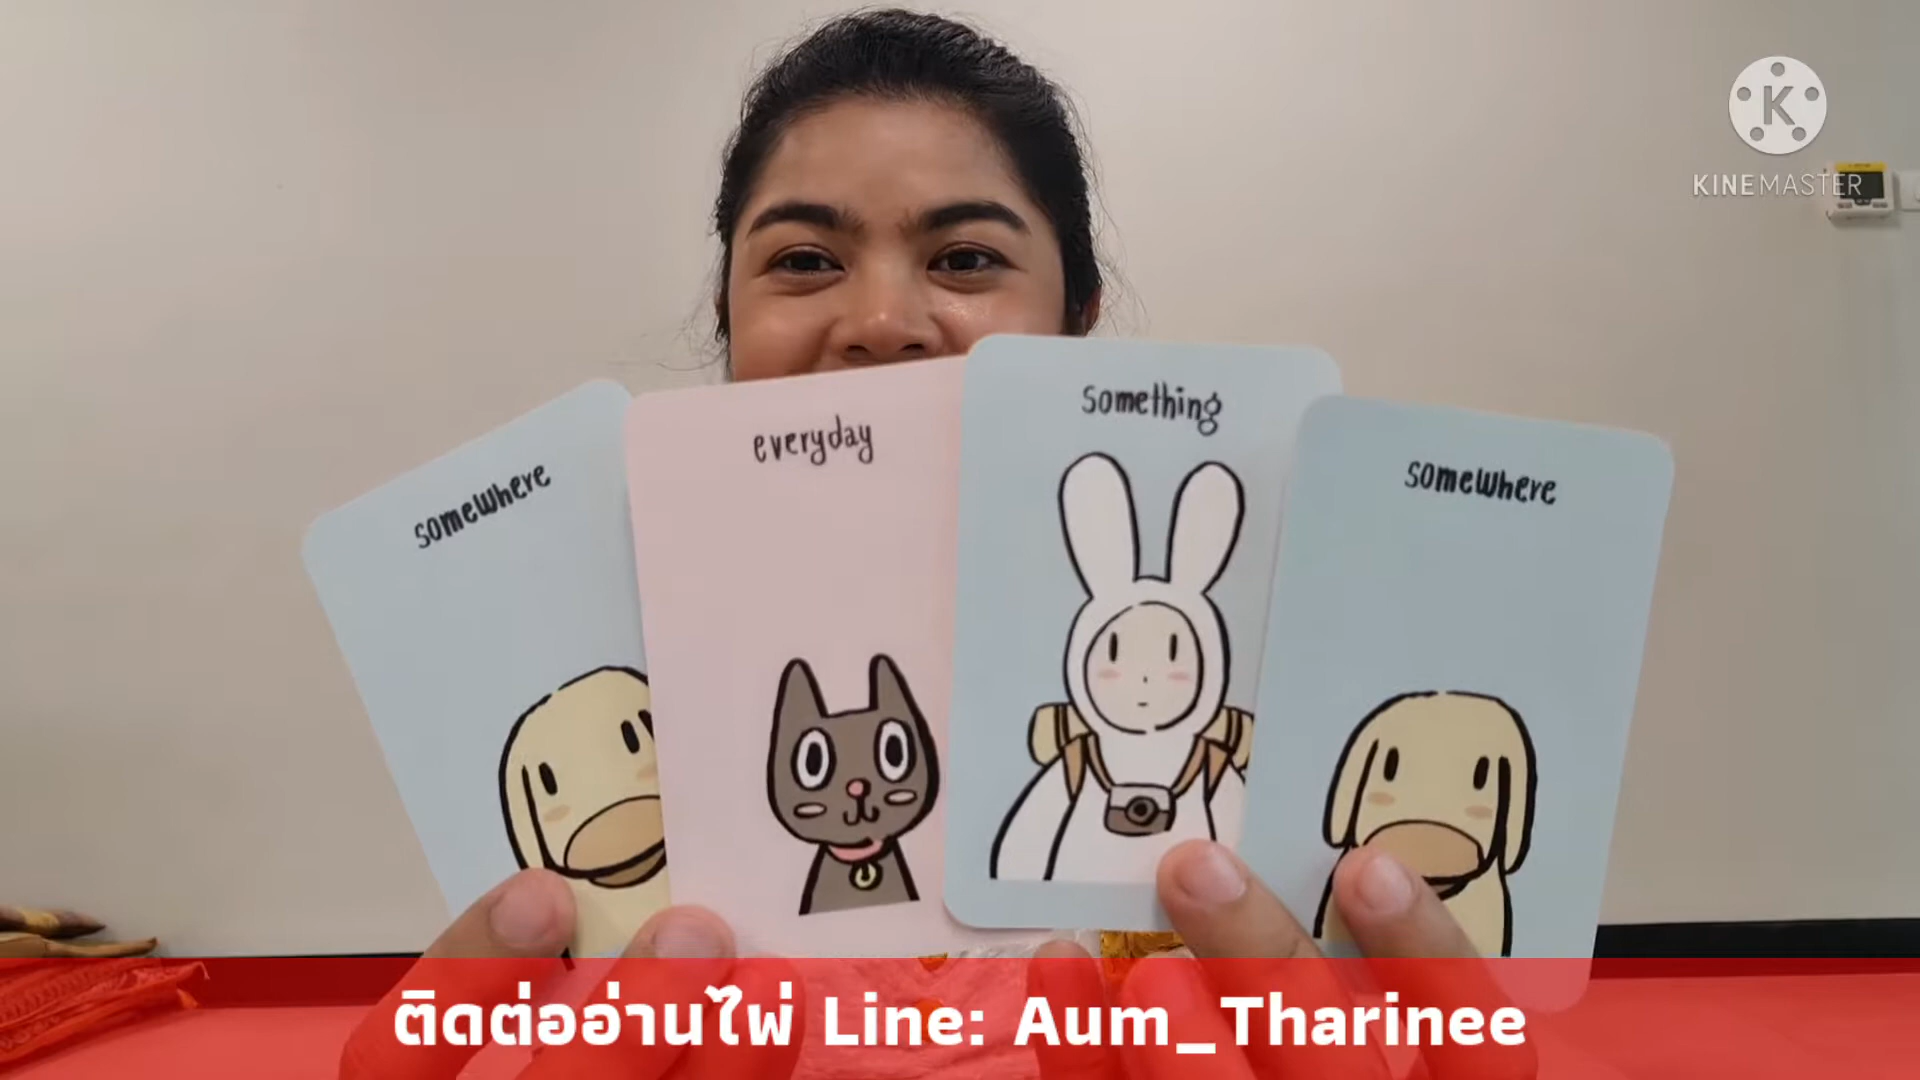 KINEMASTER
somewhere
everyday
something
somewhere
ติดต่ออ่านไพ่ Line: Aum_Tharinee